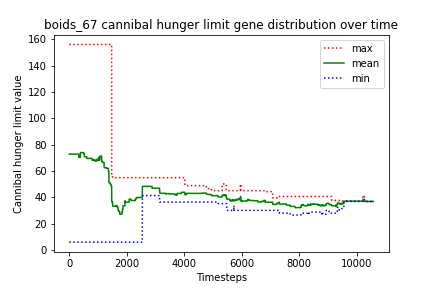 boids_67 cannibal hunger limit gene distribution over time
Cannibal hunger limit value
160
140
120
100
80
60
40
20
0
max
mean
min
0 2000 4000 6000 8000 10000
Timesteps